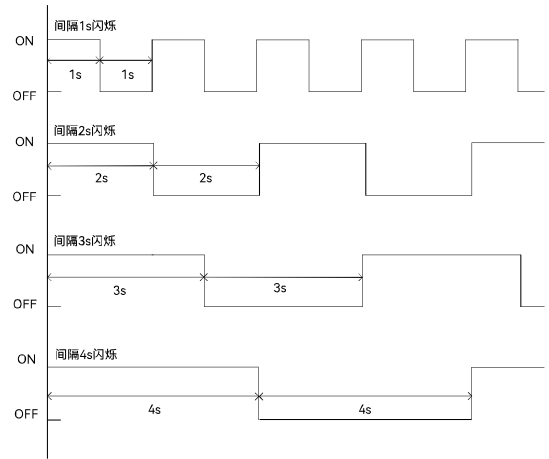 间隔1s闪烁
ON
1s 1s
OFF
间隔2s闪烁
ON
2s 2s
OFF
间隔3s闪烁
ON
3s 3s
OFF
间隔4s闪烁
ON
4s 4s
OFF